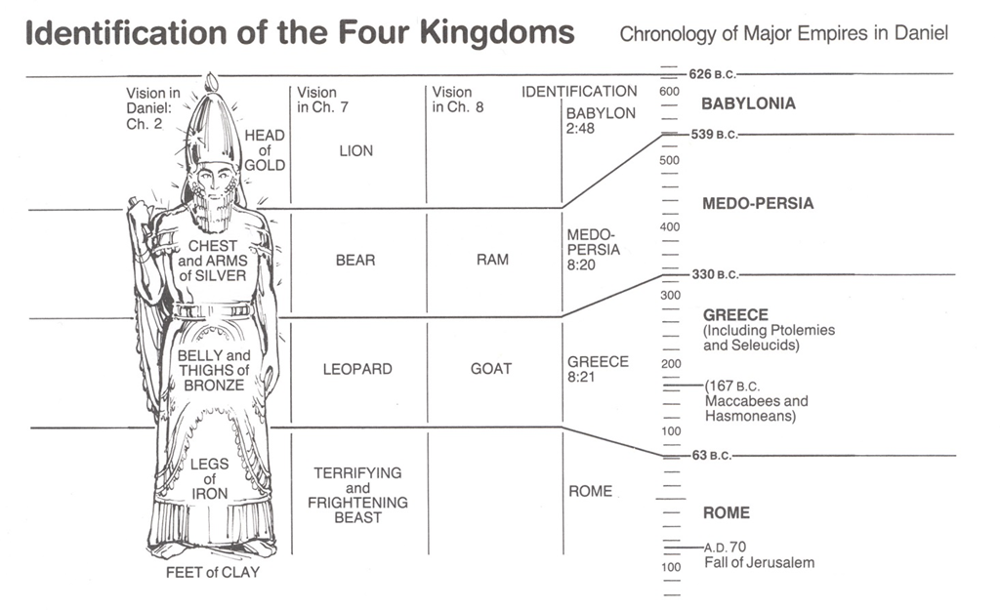 Identification of the Four Kingdoms
Chronology of Major Empires in Daniel
Vision in
Daniel:
Ch. 2
Vision
in Ch. 7
Vision
in Ch. 8
IDENTIFICATION
HEAD
of
GOLD
LION
BABYLON
2:48
CHEST
and ARMS
of SILVER
BEAR
RAM
MEDO-
PERSIA
8:20
BELLY and
THIGHS of
BRONZE
LEOPARD
GOAT
GREECE
8:21
LEGS
of
IRON
TERRIFYING
and
FRIGHTENING
BEAST
ROME
FEET of CLAY
626 B.C.
600
BABYLONIA
539 B.C.
500
MEDO-PERSIA
400
330 B.C.
300
GREECE
(Including Ptolemies
and Seleucids)
200
(167 B.C.
Maccabees and
Hasmoneans)
100
63 B.C.
ROME
A.D. 70
Fall of Jerusalem
100